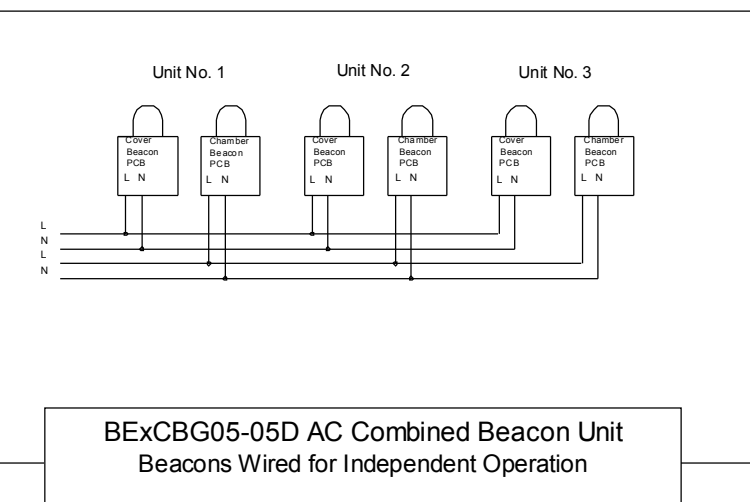 Unit No. 1 Unit No. 2 Unit No. 3
Cover Beacon PCB
L N
Chamber Beacon PCB
L N
Cover Beacon PCB
L N
Chamber Beacon PCB
L N
Cover Beacon PCB
L N
Chamber Beacon PCB
L N
L
N
L
N
BExCBG05-05D AC Combined Beacon Unit
Beacons Wired for Independent Operation